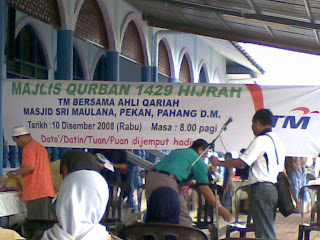 MAJLIS QURBAN 1429 HIJRAH
TM BERSAMA AHLI QARIAH
MASJID SRI MAULANA, PEKAN, PAHANG D.M.
Tarikh : 10 Disember 2008 (Rabu) Masa : 8.00 pagi
Dato'/Datin/Tuan/Puan dijemput hadi
TM